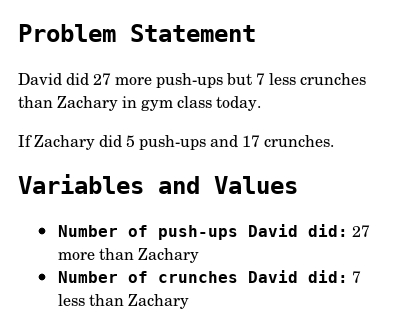 Problem Statement
David did 27 more push-ups but 7 less crunches
than Zachary in gym class today.
If Zachary did 5 push-ups and 17 crunches.
Variables and Values
• Number of push-ups David did: 27
more than Zachary
• Number of crunches David did: 7
less than Zachary